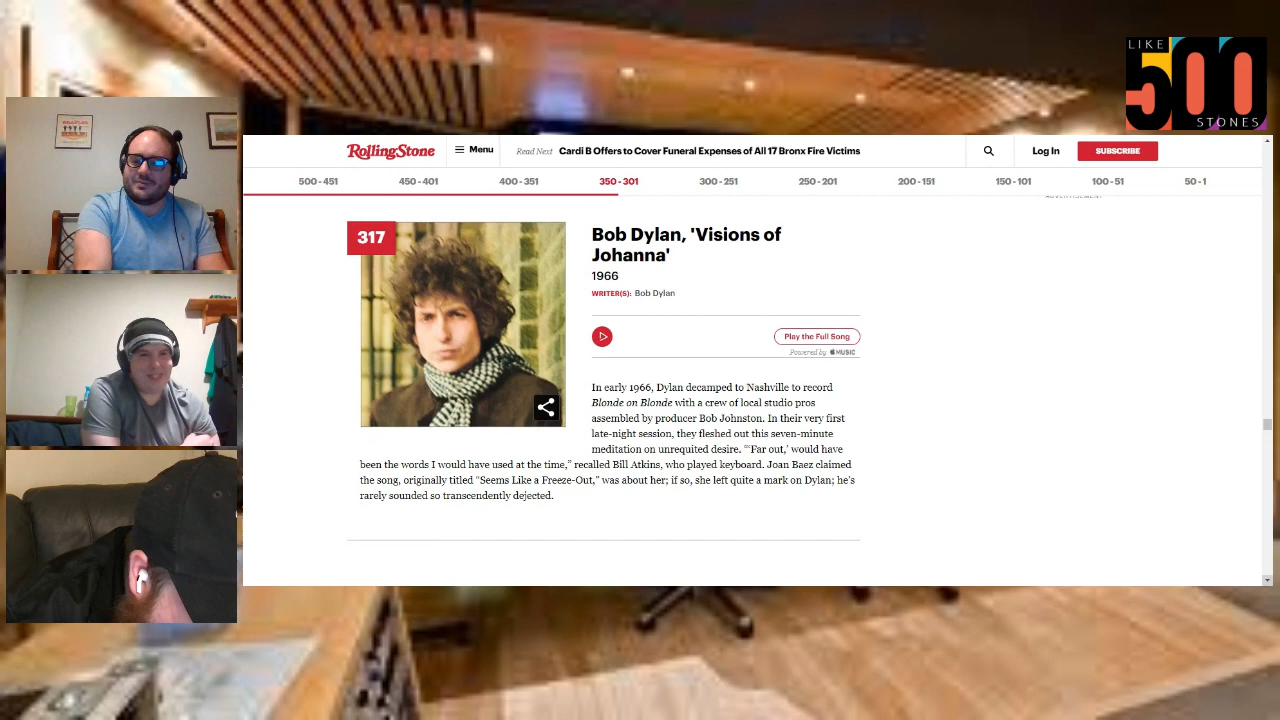 LIKE
500
STONES
RollingStone
Menu
Read Next Cardi B Offers to Cover Funeral Expenses of All 17 Bronx Fire Victims
Log In
SUBSCRIBE
500 - 451 450 - 401 400 - 351 350 - 301 300 - 251 250 - 201 200 - 151 150 - 101 100 - 51 50 - 1
ADVERTISEMENT
317
Bob Dylan, 'Visions of
Johanna'
1966
WRITER(S): Bob Dylan
Play the Full Song
Powered by MUSIC
In early 1966, Dylan decamped to Nashville to record
Blonde on Blonde with a crew of local studio pros
assembled by producer Bob Johnston. In their very first
late-night session, they fleshed out this seven-minute
meditation on unrequited desire. “‘Far out,’ would have
been the words I would have used at the time,” recalled Bill Atkins, who played keyboard. Joan Baez claimed
the song, originally titled “Seems Like a Freeze-Out,” was about her; if so, she left quite a mark on Dylan; he’s
rarely sounded so transcendently dejected.